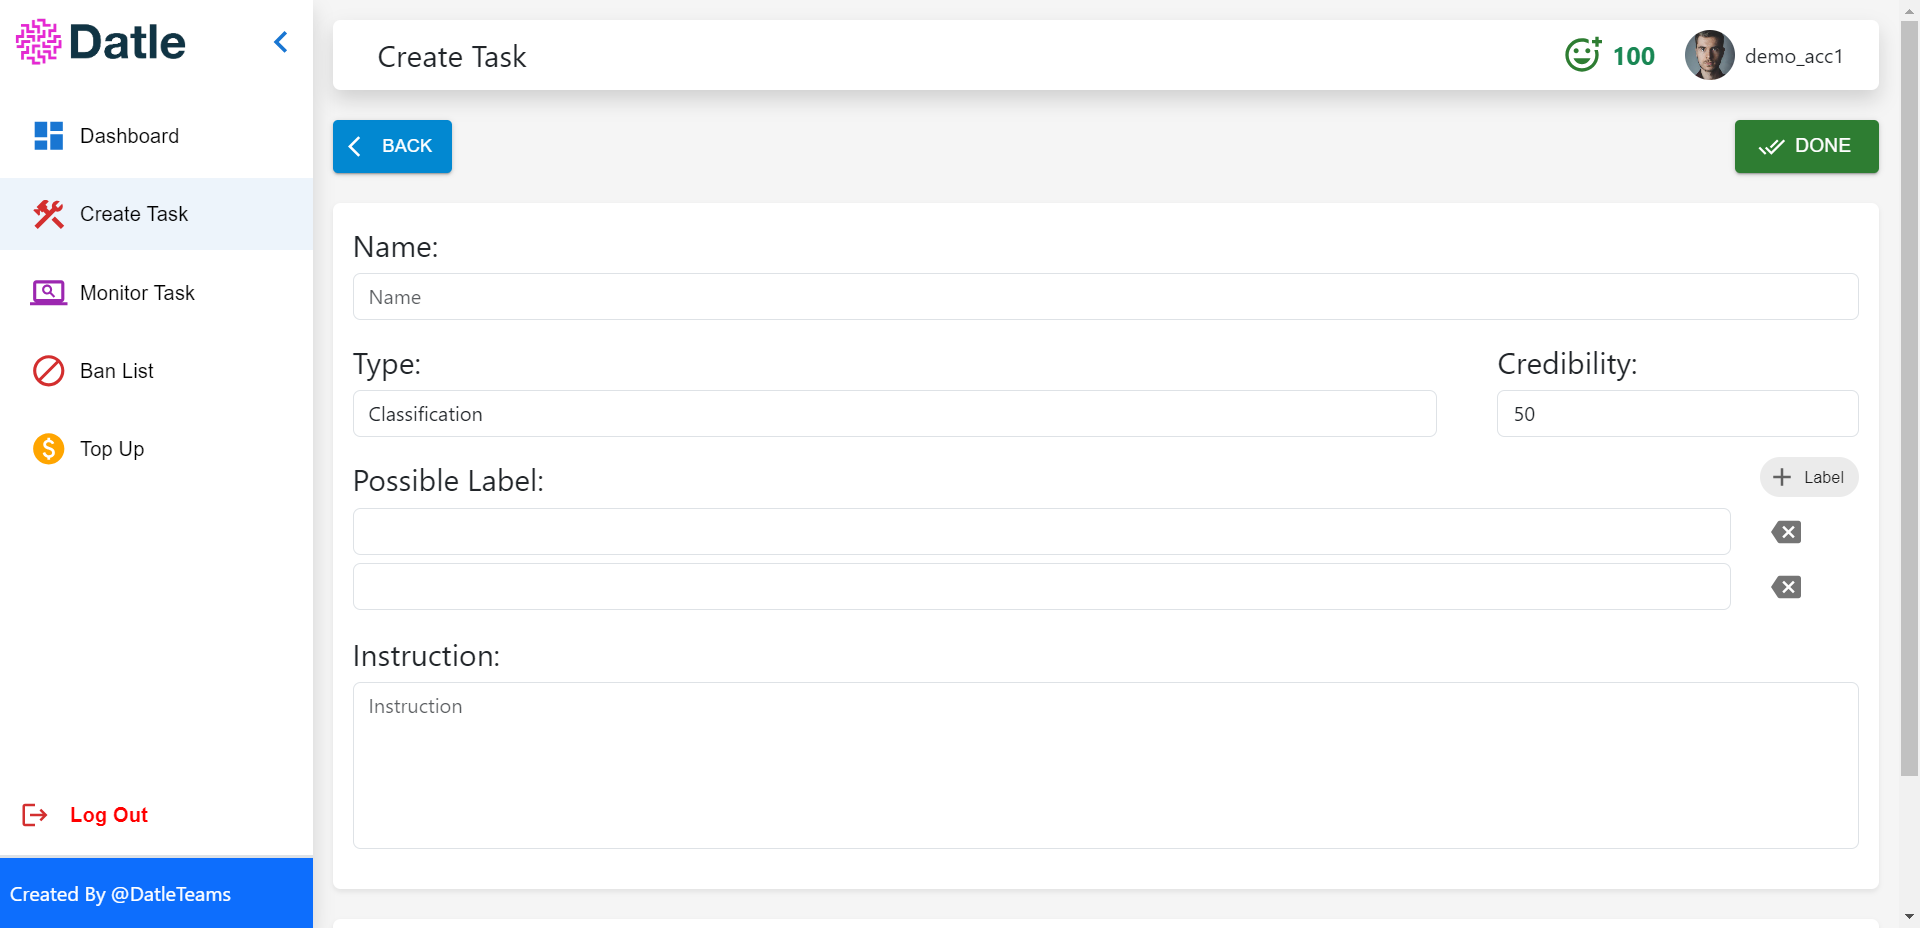 Datle
Create Task
100
demo_acc1
Dashboard
Create Task
Monitor Task
Ban List
Top Up
Log Out
Created By @DatleTeams
BACK
DONE
Name:
Name
Type:
Credibility:
Classification
50
Possible Label:
Label
Instruction:
Instruction